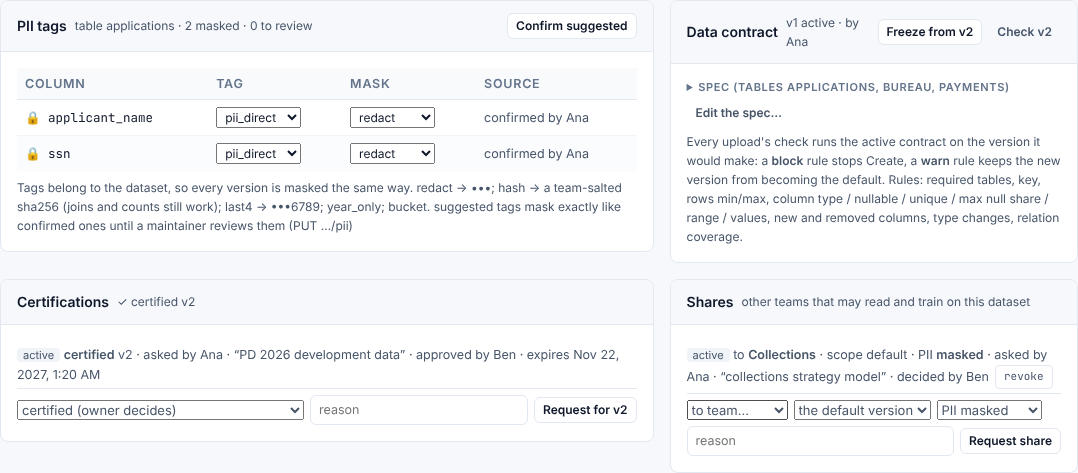 PII tags table applications · 2 masked · 0 to review Confirm suggested
COLUMN TAG MASK SOURCE
applicant_name pii_direct redact confirmed by Ana
ssn pii_direct redact confirmed by Ana
Tags belong to the dataset, so every version is masked the same way. redact → •••; hash → a team-salted
sha256 (joins and counts still work); last4 → •••6789; year_only; bucket. suggested tags mask exactly like
confirmed ones until a maintainer reviews them (PUT …/pii)
Data contract v1 active · by
Ana
Freeze from v2 Check v2
SPEC (TABLES APPLICATIONS, BUREAU, PAYMENTS)
Edit the spec…
Every upload's check runs the active contract on the version it
would make: a block rule stops Create, a warn rule keeps the new
version from becoming the default. Rules: required tables, key,
rows min/max, column type / nullable / unique / max null share /
range / values, new and removed columns, type changes, relation
coverage.
Certifications ✓ certified v2
active certified v2 · asked by Ana · “PD 2026 development data” · approved by Ben · expires Nov 22,
2027, 1:20 AM
certified (owner decides) reason Request for v2
Shares other teams that may read and train on this dataset
active to Collections · scope default · PII masked · asked by
Ana · “collections strategy model” · decided by Ben revoke
to team… the default version PII masked
reason Request share